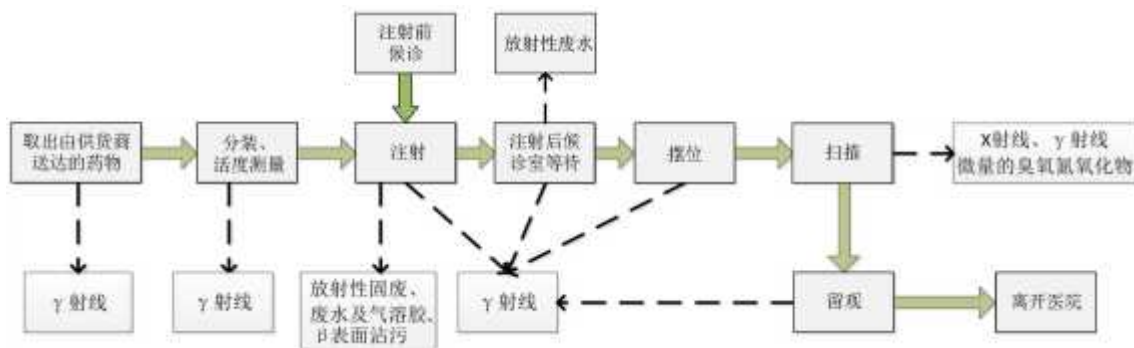 注射前
候诊
放射性废水
取出由供货商
送达的药物
分装、
活度测量
注射
注射后候
诊室等待
摆位
扫描
X射线、γ射线
微量的臭氧氮氧化物
γ射线
γ射线
放射性固废、
废水及气溶胶、
β表面沾污
γ射线
留观
离开医院